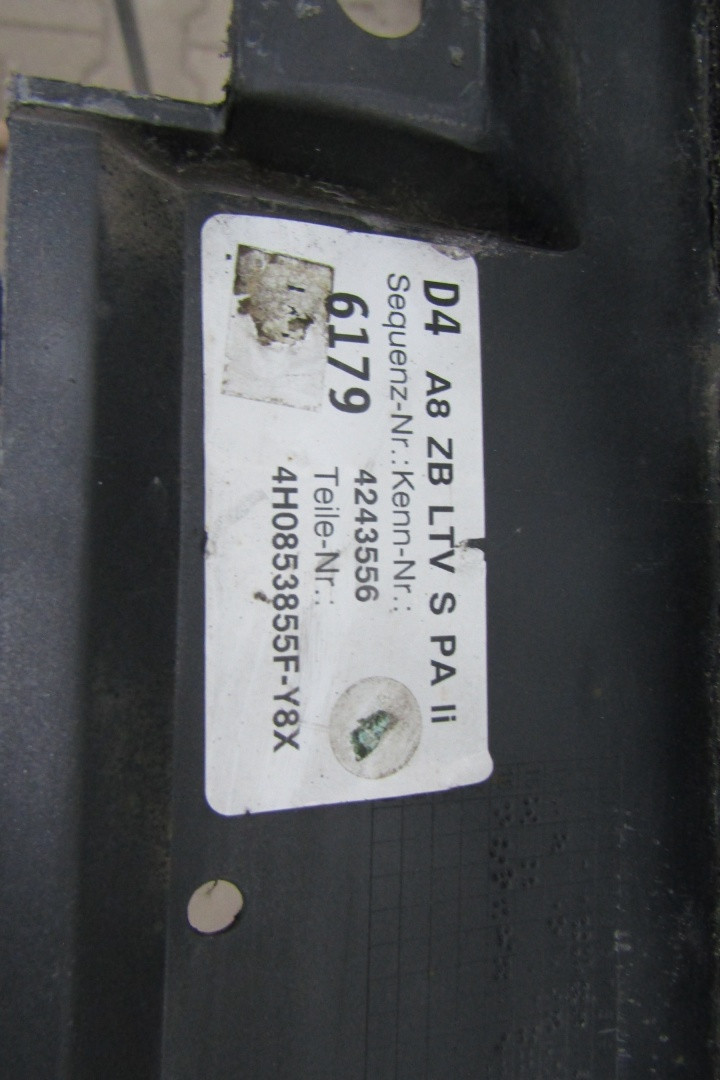 D4 A8 ZB LTV S PA li
Sequenz-Nr.:Kenn-Nr.:
6179 4243556
Teile-Nr.:
4H0853855F-Y8X